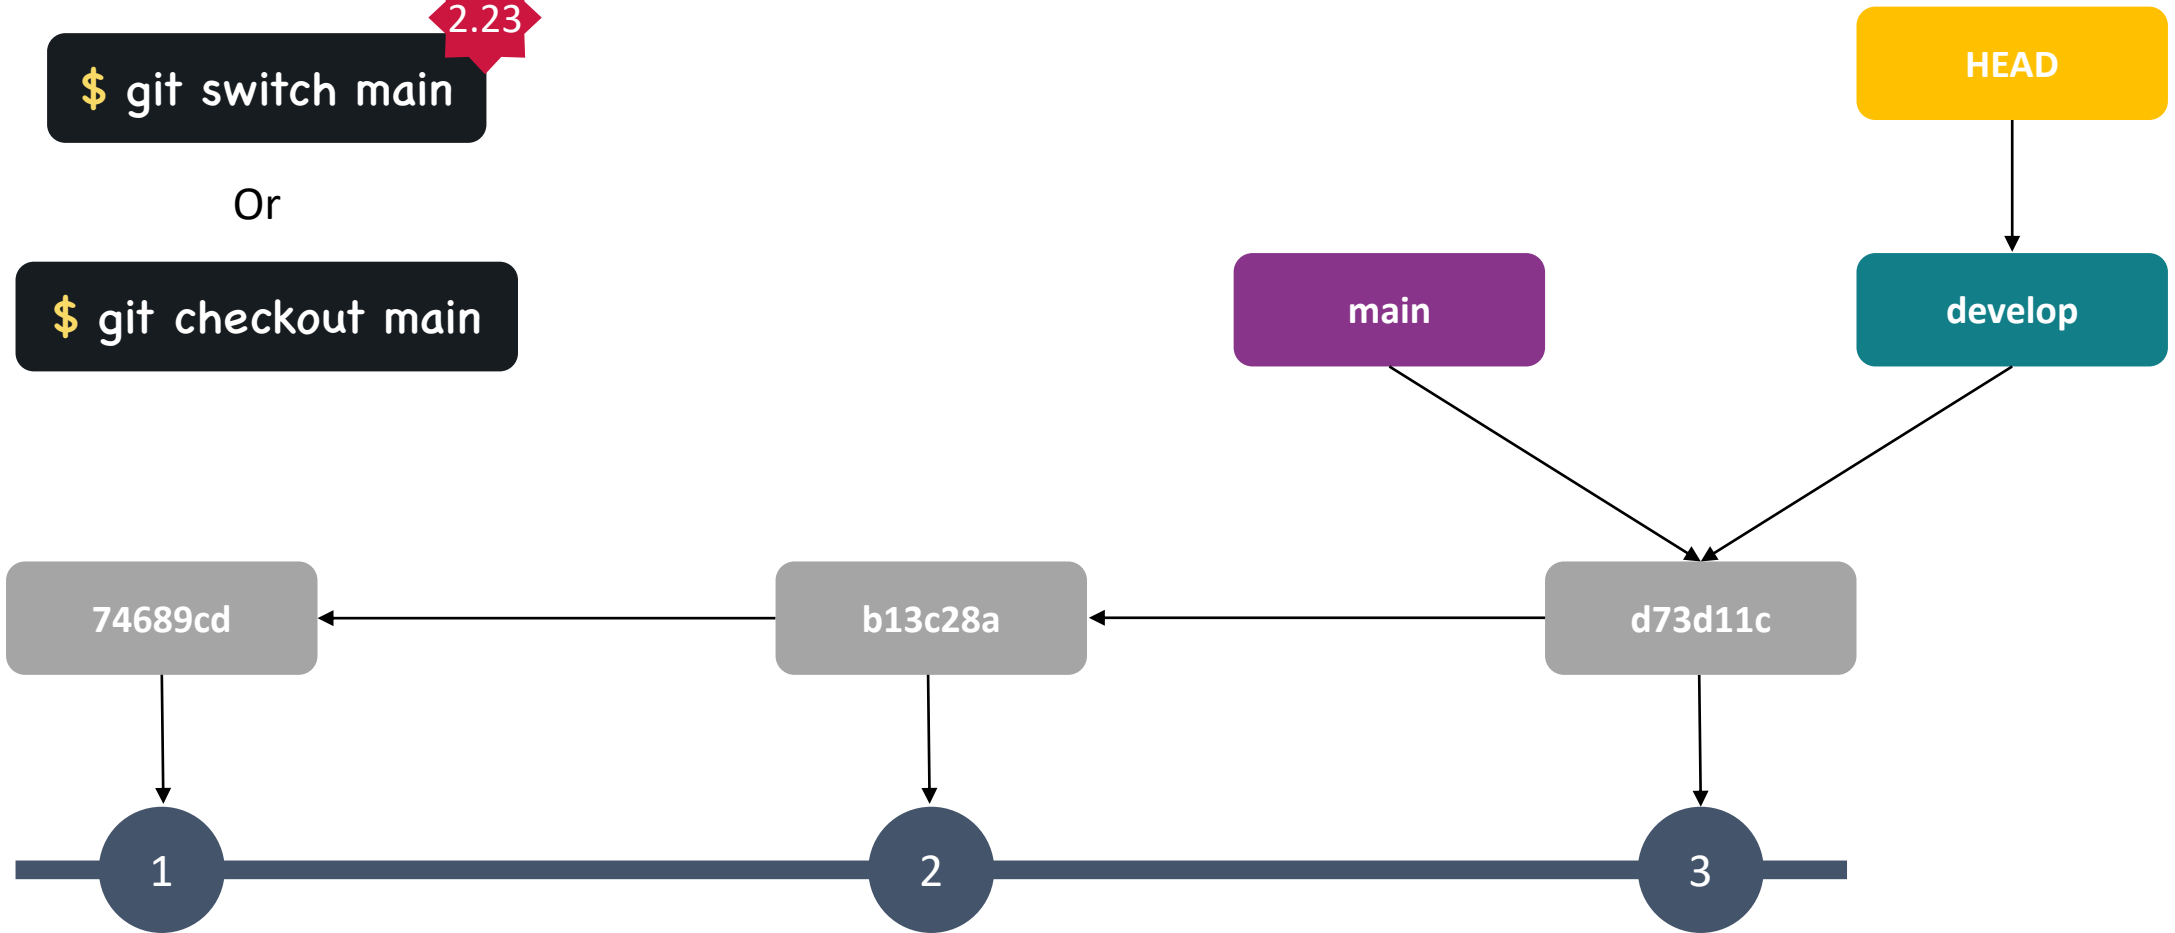 2.23
$ git switch main
Or
$ git checkout main
HEAD
main
develop
74689cd
b13c28a
d73d11c
1
2
3